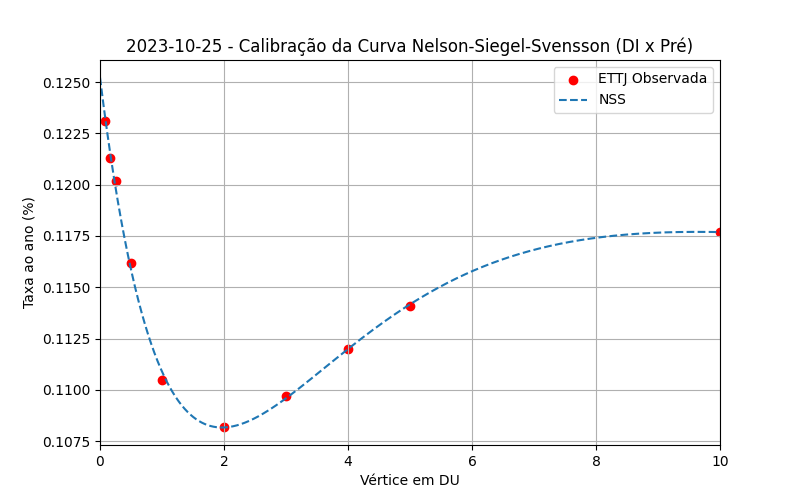 2023-10-25 - Calibração da Curva Nelson-Siegel-Svensson (DI x Pré)
ETTJ Observada
NSS
Taxa ao ano (%)
0.1250
0.1225
0.1200
0.1175
0.1150
0.1125
0.1100
0.1075
0 2 4 6 8 10
Vértice em DU